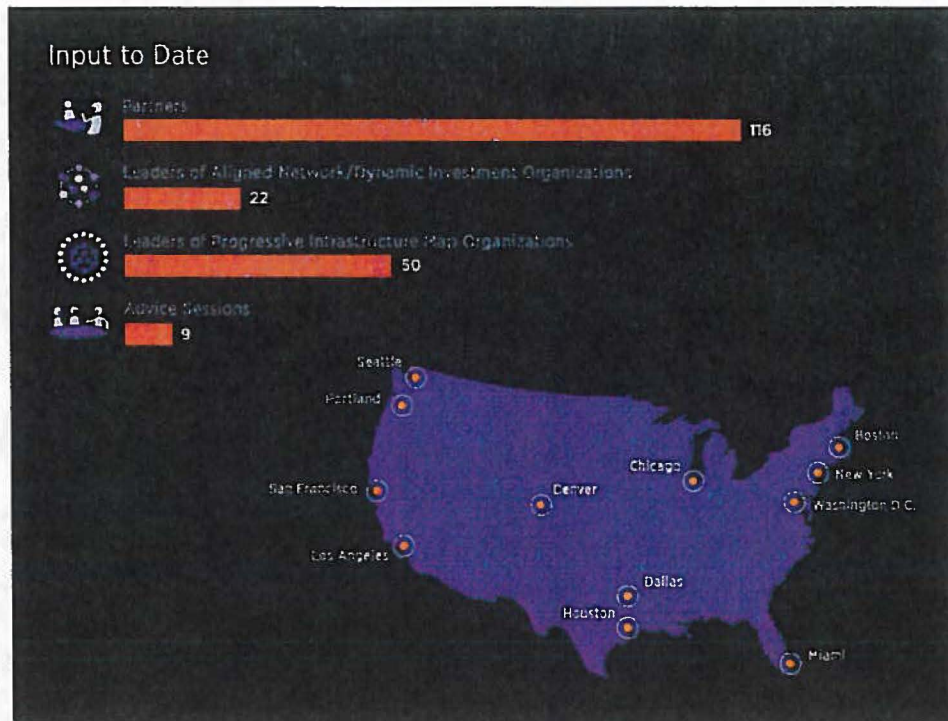 Input to Date
Partners
116
Leaders of Aligned Network/Dynamic Investment Organizations
22
Leaders of Progressive Infrastructure Map Organizations
50
Advice Sessions
9
Seattle
Portland
Boston
Chicago
New York
San Francisco
Denver
Washington D.C.
Los Angeles
Dallas
Houston
Miami